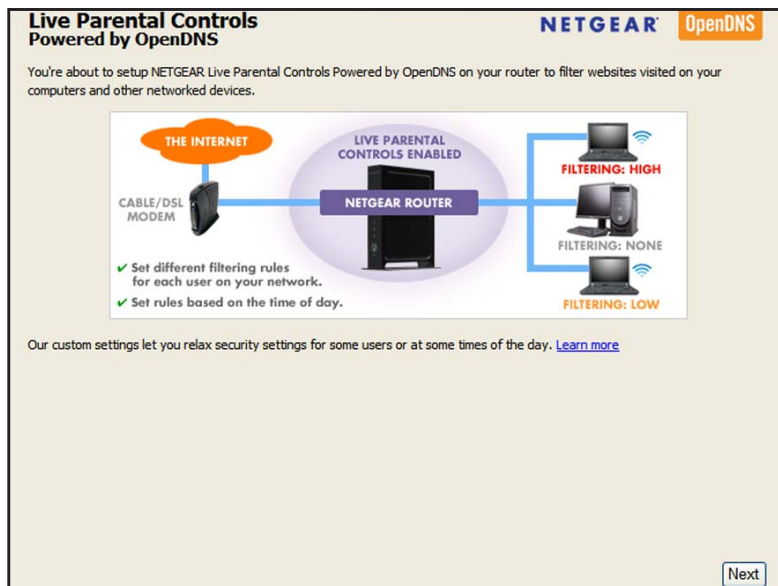 Live Parental Controls
Powered by OpenDNS
NETGEAR
OpenDNS
You're about to setup NETGEAR Live Parental Controls Powered by OpenDNS on your router to filter websites visited on your
computers and other networked devices.
THE INTERNET
CABLE/DSL
MODEM
LIVE PARENTAL
CONTROLS ENABLED
NETGEAR ROUTER
FILTERING: HIGH
FILTERING: NONE
FILTERING: LOW
✔ Set different filtering rules
for each user on your network.
✔ Set rules based on the time of day.
Our custom settings let you relax security settings for some users or at some times of the day. Learn more
Next